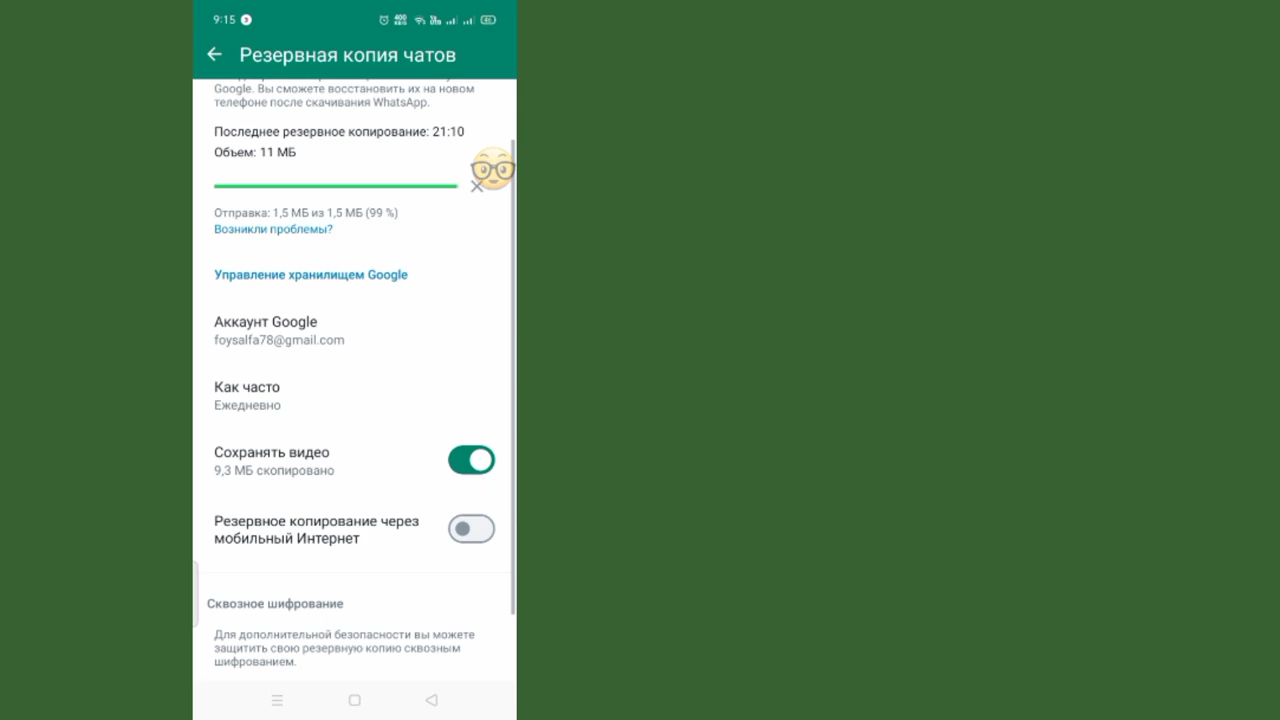 9:15
Резервная копия чатов
Google. Вы сможете восстановить их на новом
телефоне после скачивания WhatsApp.
Последнее резервное копирование: 21:10
Объем: 11 МБ
Отправка: 1,5 МБ из 1,5 МБ (99 %)
Возникли проблемы?
Управление хранилищем Google
Аккаунт Google
foysalfa78@gmail.com
Как часто
Ежедневно
Сохранять видео
9,3 МБ скопировано
Резервное копирование через
мобильный Интернет
Сквозное шифрование
Для дополнительной безопасности вы можете
защитить свою резервную копию сквозным
шифрованием.